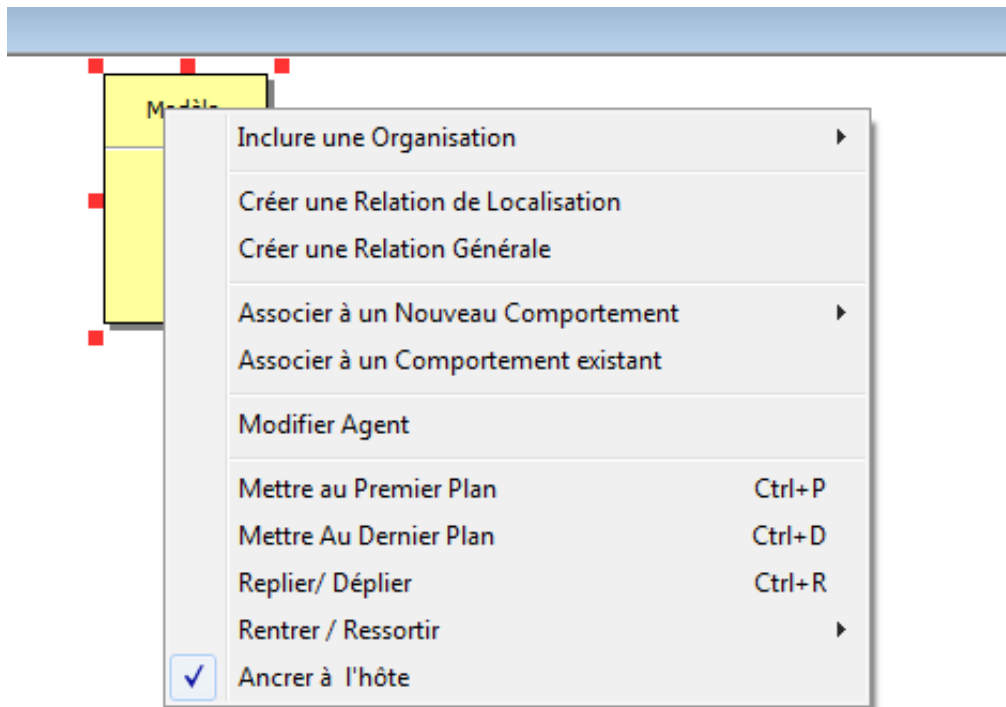 Modèle
Inclure une Organisation
Créer une Relation de Localisation
Créer une Relation Générale
Associer à un Nouveau Comportement
Associer à un Comportement existant
Modifier Agent
Mettre au Premier Plan Ctrl+P
Mettre Au Dernier Plan Ctrl+D
Replier/ Déplier Ctrl+R
Rentrer / Ressortir
Ancrer à l'hôte